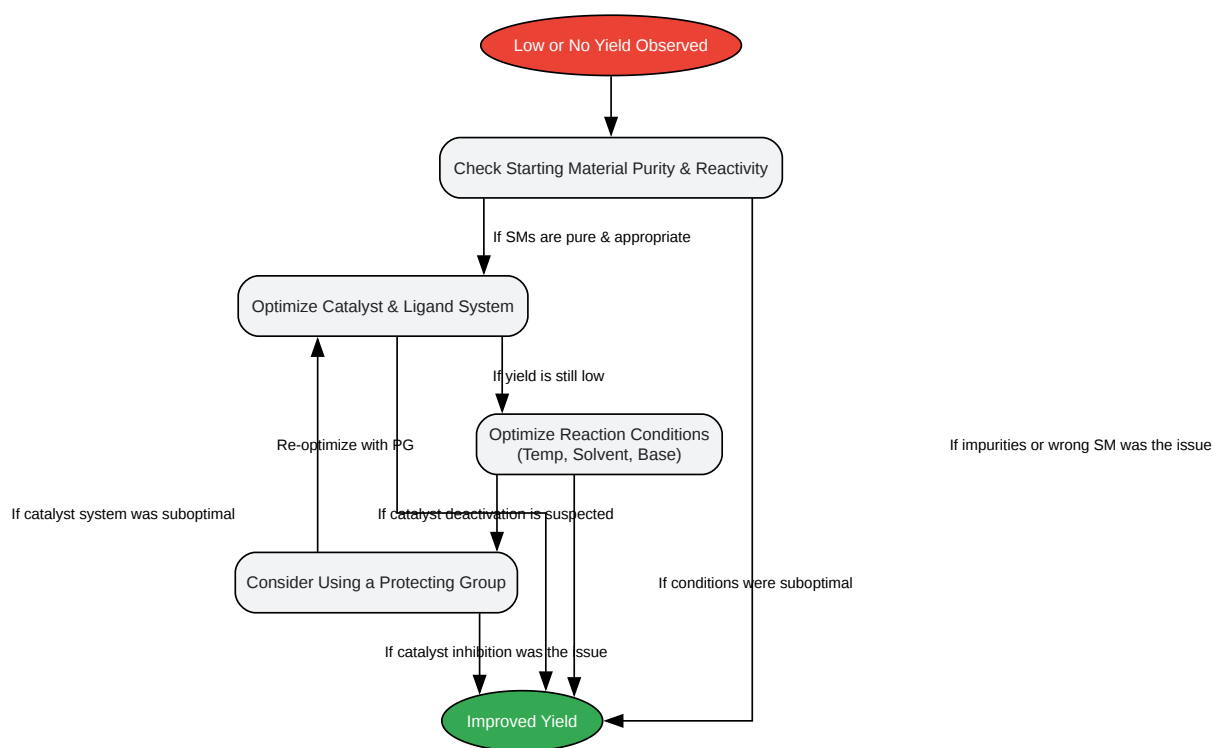 Low or No Yield Observed
Check Starting Material Purity & Reactivity
If SMs are pure & appropriate
Optimize Catalyst & Ligand System
If yield is still low
Optimize Reaction Conditions
(Temp, Solvent, Base)
Re-optimize with PG
If impurities or wrong SM was the issue
If catalyst system was suboptimal
If catalyst deactivation is suspected
Consider Using a Protecting Group
If conditions were suboptimal
If catalyst inhibition was the issue
Improved Yield